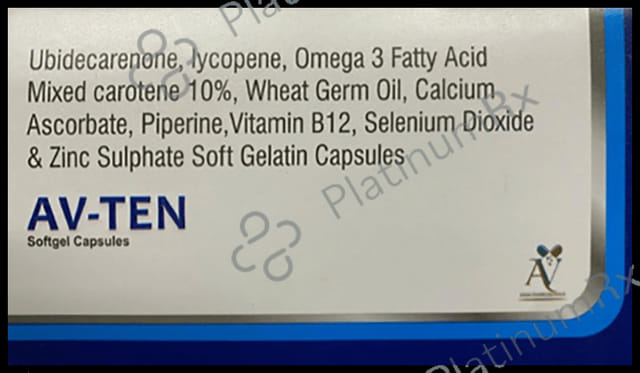 Ubidecarenone, lycopene, Omega 3 Fatty Acid
Mixed carotene 10%, Wheat Germ Oil, Calcium
Ascorbate, Piperine,Vitamin B12, Selenium Dioxide
& Zinc Sulphate Soft Gelatin Capsules
AV-TEN
Softgel Capsules
AV
Platinum Rx
Platinum Rx
Platinum Rx